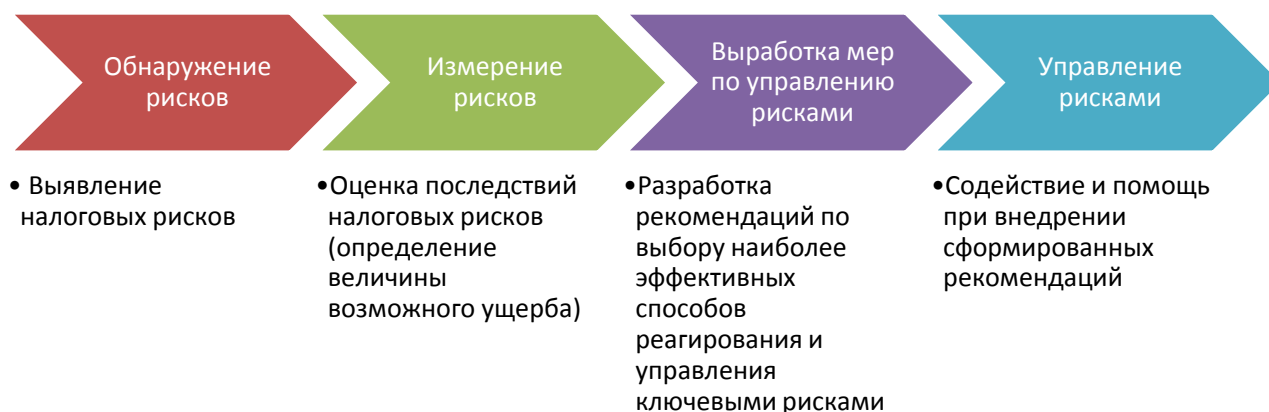 Обнаружение
рисков
Измерение
рисков
Выработка мер
по управлению
рисками
Управление
рисками
• Выявление
налоговых рисков
•Оценка последствий
налоговых рисков
(определение
величины
возможного ущерба)
•Разработка
рекомендаций по
выбору наиболее
эффективных
способов
реагирования и
управления
ключевыми рисками
•Содействие и помощь
при внедрении
сформированных
рекомендаций